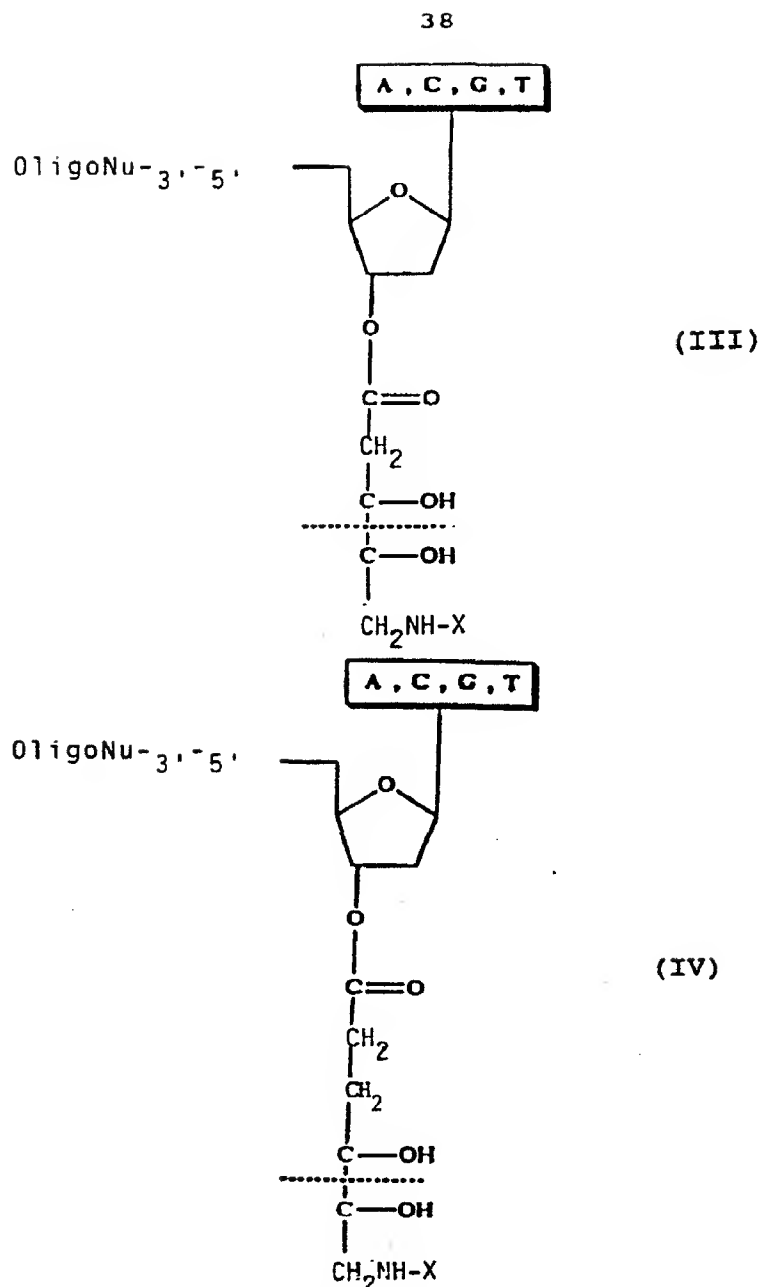 38
A , C , G , T
OligoNu-3'-5'
O
O
(III)
C=O
CH2
C—OH
C—OH
CH2NH-X
A , C , G , T
OligoNu-3'-5'
O
O
(IV)
C=O
CH2
CH2
C—OH
C—OH
CH2NH-X